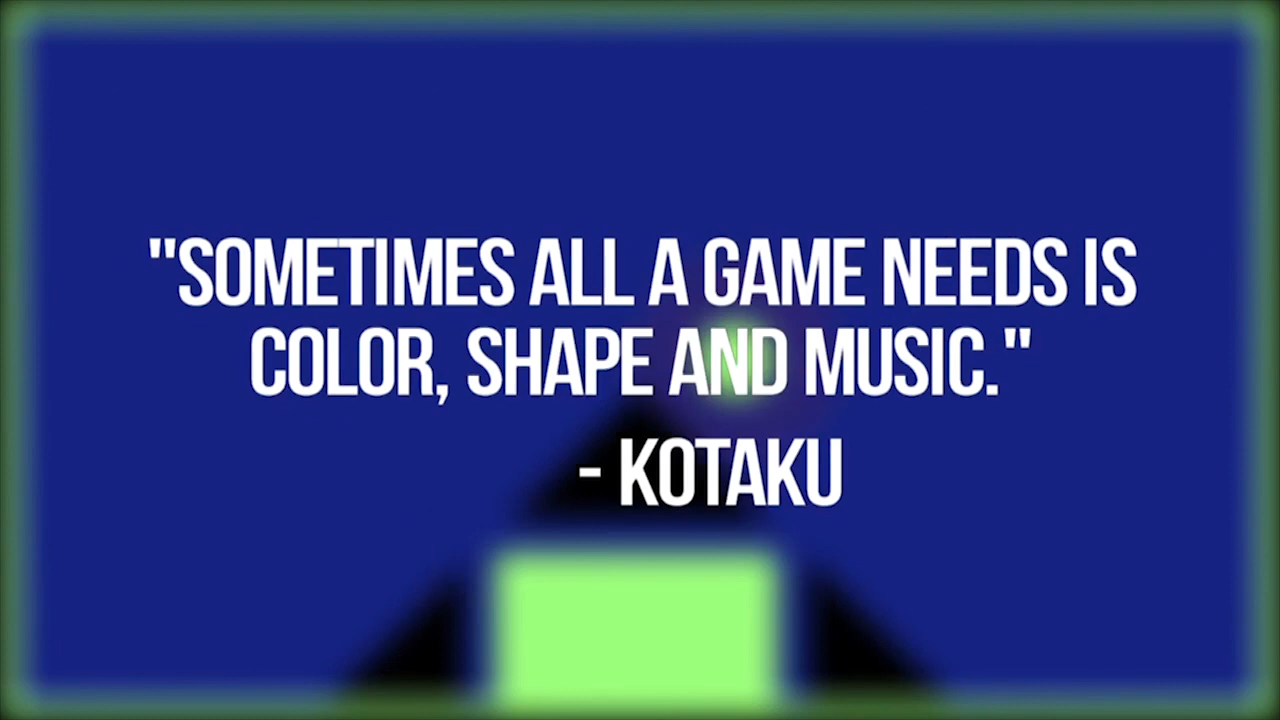 "SOMETIMES ALL A GAME NEEDS IS
COLOR, SHAPE AND MUSIC."
- KOTAKU